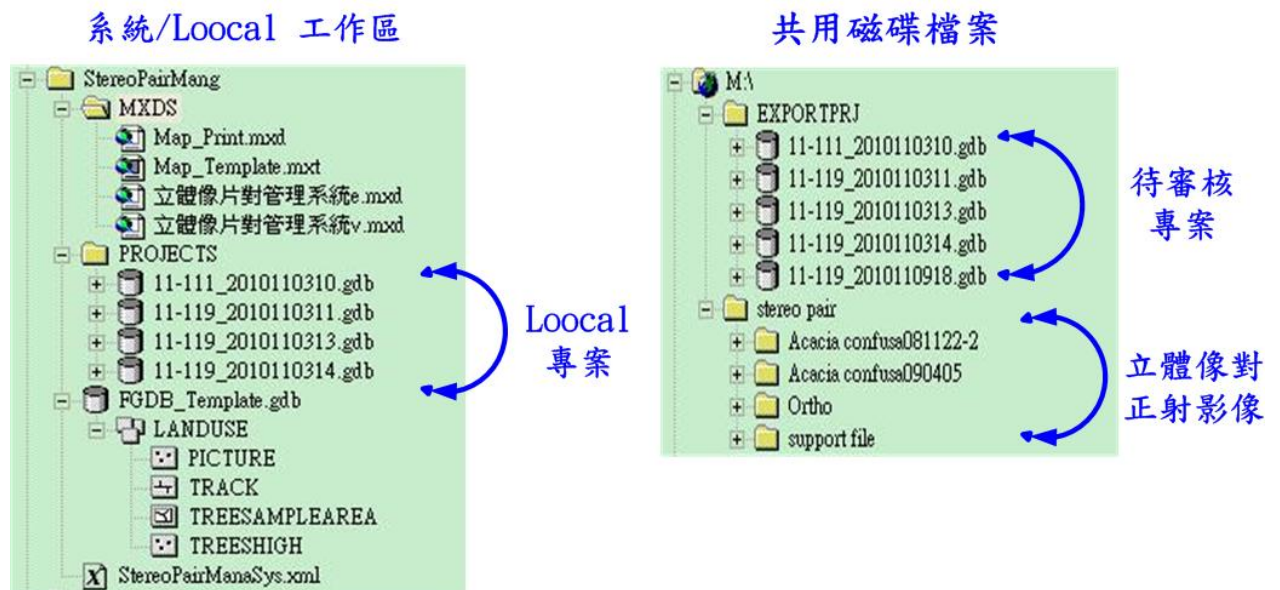 系統/Loocal 工作區
StereoPairMang
MXDS
Map_Print.mxd
Map_Template.mxt
立體像片對管理系統e.mxd
立體像片對管理系統v.mxd
PROJECTS
11-111_2010110310.gdb
11-119_2010110311.gdb
11-119_2010110313.gdb
11-119_2010110314.gdb
FGDB_Template.gdb
LANDUSE
PICTURE
TRACK
TREESAMPLEAREA
TREESHIGH
StereoPairManaSys.xml
Loocal
專案
共用磁碟檔案
M:\
EXPORTPRJ
11-111_2010110310.gdb
11-119_2010110311.gdb
11-119_2010110313.gdb
11-119_2010110314.gdb
11-119_2010110918.gdb
stereo pair
Acacia confusa081122-2
Acacia confusa090405
Ortho
support file
待審核
專案
立體像對
正射影像